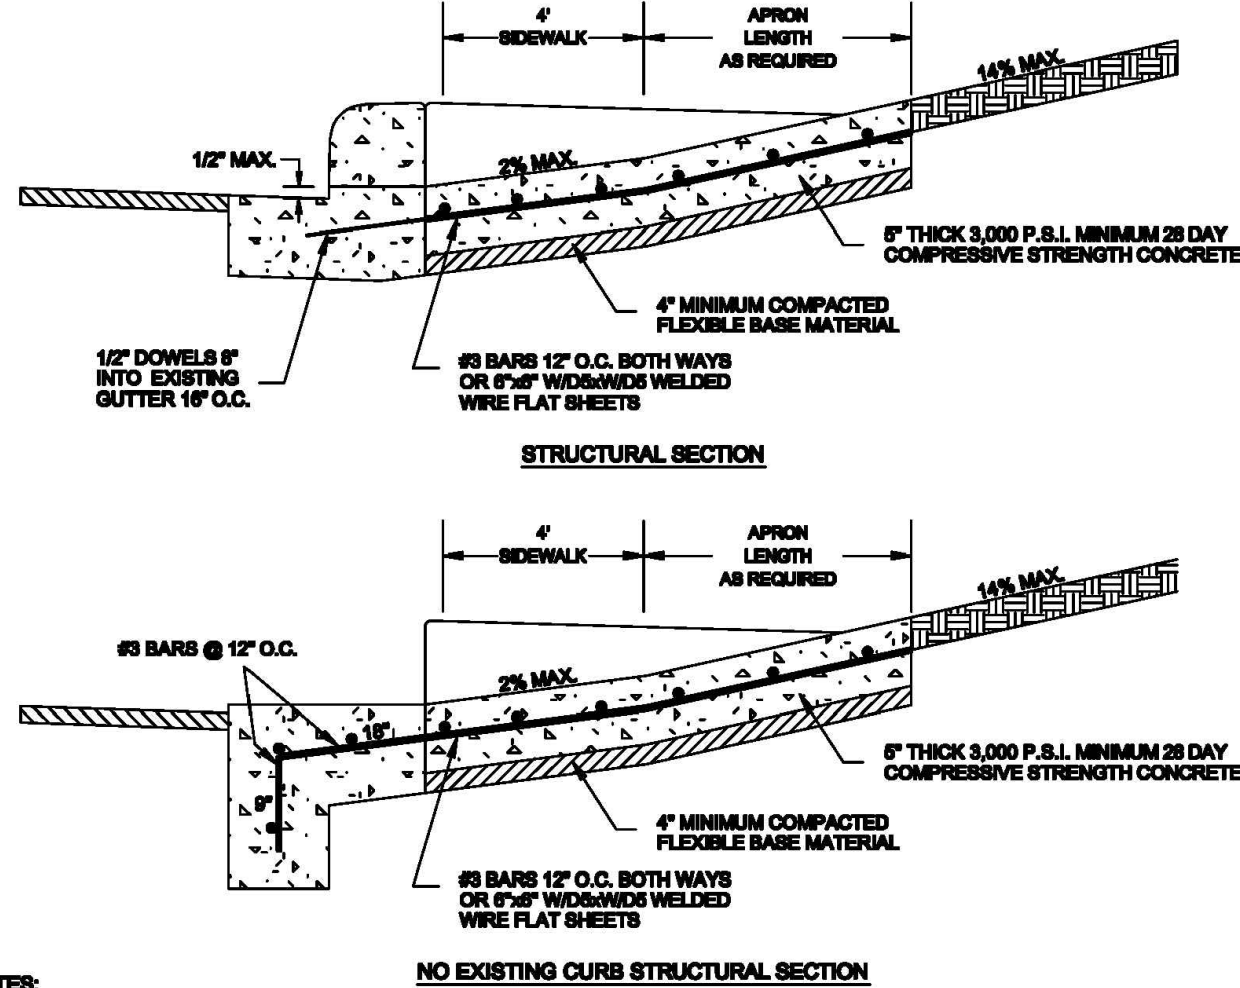 4'
SIDEWALK
APRON
LENGTH
AS REQUIRED
14% MAX.
1/2" MAX.
2% MAX.
5" THICK 3,000 P.S.I. MINIMUM 28 DAY
COMPRESSIVE STRENGTH CONCRETE
4" MINIMUM COMPACTED
FLEXIBLE BASE MATERIAL
1/2" DOWELS 8"
INTO EXISTING
GUTTER 16" O.C.
#3 BARS 12" O.C. BOTH WAYS
OR 6"x6" W/D5xW/D5 WELDED
WIRE FLAT SHEETS
STRUCTURAL SECTION
4'
SIDEWALK
APRON
LENGTH
AS REQUIRED
14% MAX.
#3 BARS @ 12" O.C.
2% MAX.
18"
9"
5" THICK 3,000 P.S.I. MINIMUM 28 DAY
COMPRESSIVE STRENGTH CONCRETE
4" MINIMUM COMPACTED
FLEXIBLE BASE MATERIAL
#3 BARS 12" O.C. BOTH WAYS
OR 6"x6" W/D5xW/D5 WELDED
WIRE FLAT SHEETS
NO EXISTING CURB STRUCTURAL SECTION